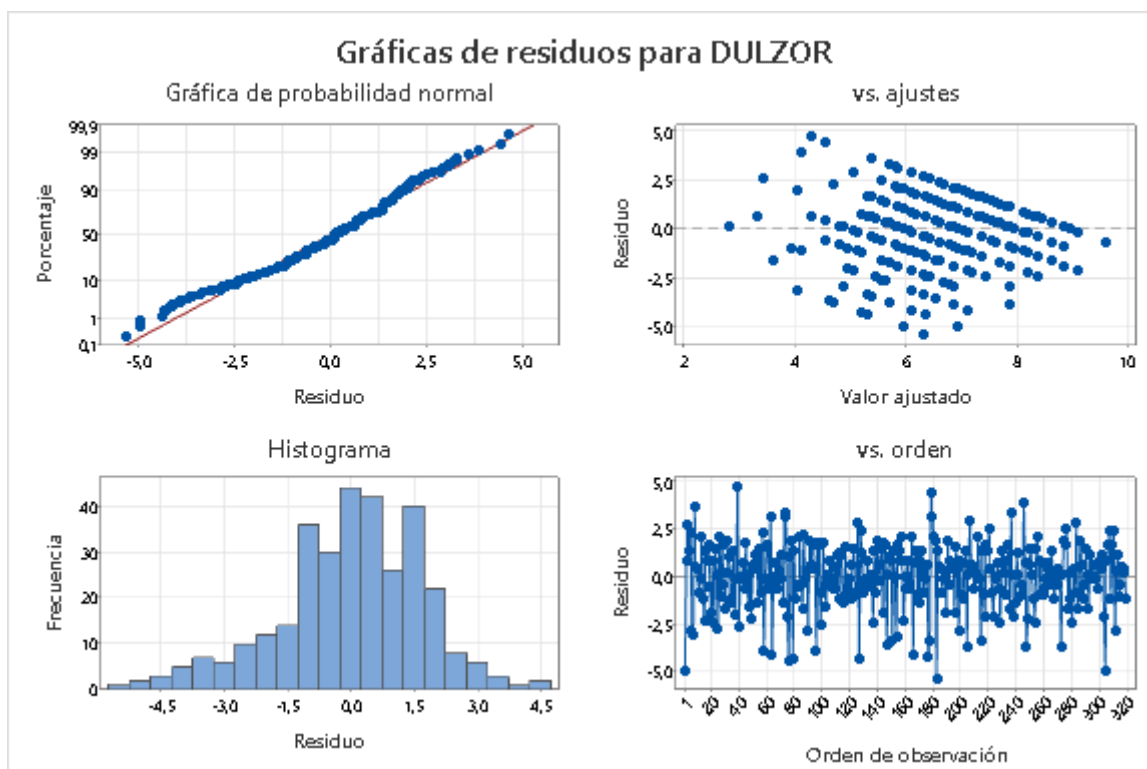 Gráficas de residuos para DULZOR
Gráfica de probabilidad normal
99,9
99
90
50
10
1
0,1
Porcentaje
-5,0 -2,5 0,0 2,5 5,0
Residuo
vs. ajustes
5,0
2,5
0,0
-2,5
-5,0
Residuo
2 4 6 8 10
Valor ajustado
Histograma
40
30
20
10
0
Frecuencia
-4,5 -3,0 -1,5 0,0 1,5 3,0 4,5
Residuo
vs. orden
5,0
2,5
0,0
-2,5
-5,0
Residuo
1 20 40 60 80 100 120 140 160 180 200 220 240 260 280 300 320
Orden de observación